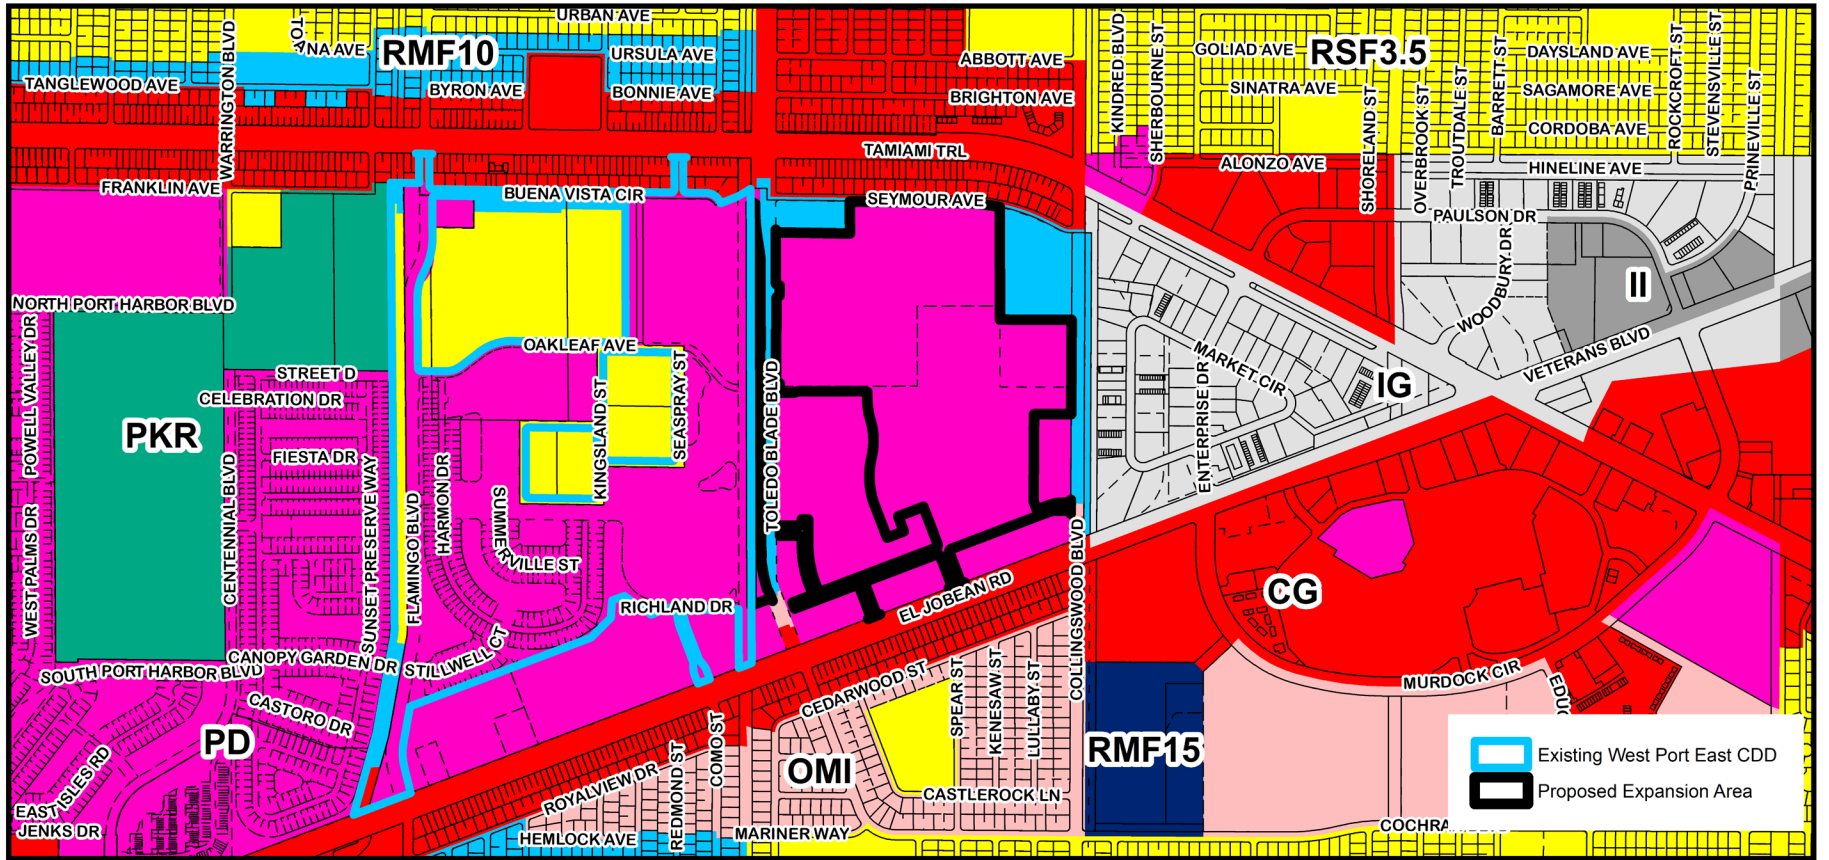 URBAN AVE
NA AVE
RMF10
URSULA AVE
ABBOTT AVE
KINDRED BLVD
SHERBOURNE ST
GOLIAD AVE
RSF3.5
DAYSLAND AVE
ROCKCROFT ST
STEVENSVILLE ST
TANGLEWOOD AVE
WARRINGTON BLVD
BYRON AVE
BONNIE AVE
BRIGHTON AVE
SINATRA AVE
SAGAMORE AVE
BARRETT ST
TROUTDALE ST
OVERBROOK ST
SHORELAND ST
PRINEVILLE ST
CORDOBA AVE
TAMIAMI TRL
ALONZO AVE
HINELINE AVE
FRANKLIN AVE
BUENA VISTA CIR
SEYMOUR AVE
PAULSON DR
WOODBURY DR
II
NORTH PORT HARBOR BLVD
POWELL VALLEY DR
OAKLEAF AVE
MARKET CIR
VETERANS BLVD
IG
STREET D
CELEBRATION DR
PKR
FIESTA DR
SUNSET PRESERVE WAY
FLAMINGO BLVD
HARMON DR
KINGSLAND ST
SEASPRAY ST
TOLEDO BLADE BLVD
ENTERPRISE DR
WEST PALMS DR
CENTENNIAL BLVD
SUMMERVILLE ST
COLLINGSWOOD BLVD
EL JOBEAN RD
CG
RICHLAND DR
CANOPY GARDEN DR
STILLWELL CT
SOUTH PORT HARBOR BLVD
CEDARWOOD ST
SPEAR ST
KENESAW ST
LULLABY ST
MURDOCK CIR
CASTORO DR
PD
REDMOND ST
COMO ST
OMI
RMF15
Existing West Port East CDD
Proposed Expansion Area
EAST ISLES RD
JENKS DR
ROYALVIEW DR
CASTLEROCK LN
HEMLOCK AVE
MARINER WAY